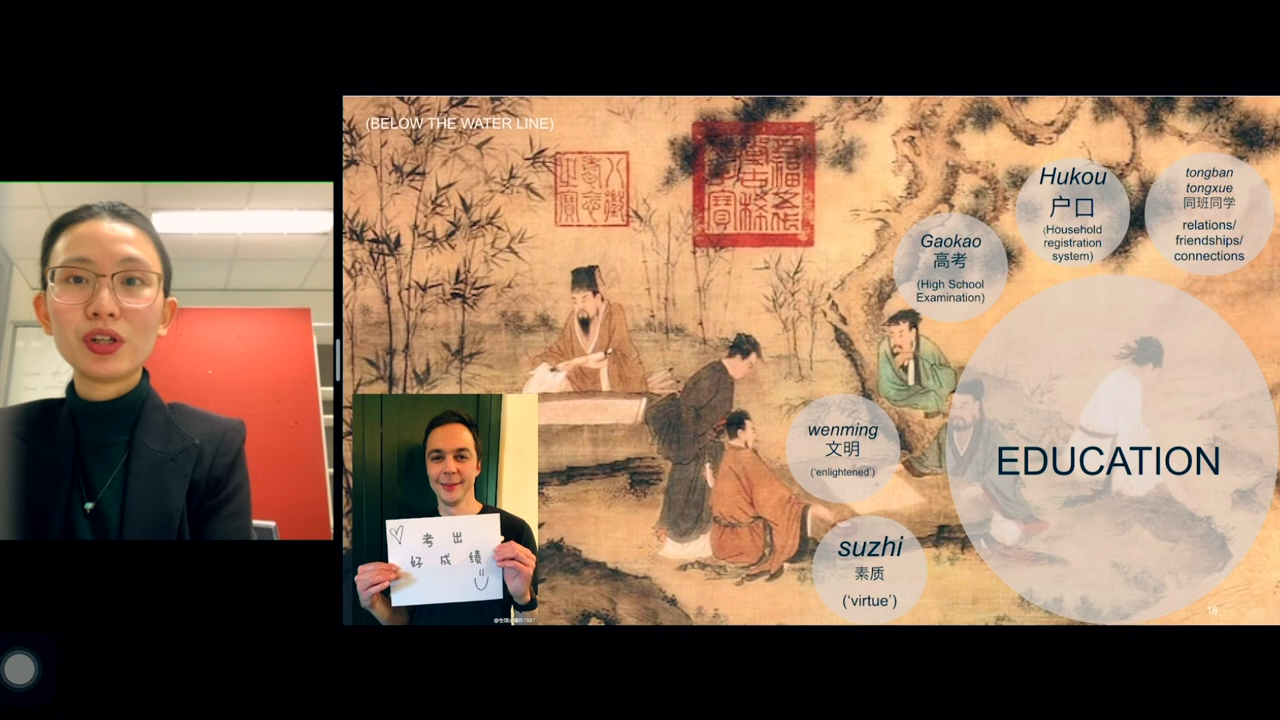 (BELOW THE WATER LINE)
Hukou
户口
(Household
registration
system)
tongban
tongxue
同班同学
relations/
friendships/
connections
Gaokao
高考
(High School
Examination)
wenming
文明
('enlightened')
EDUCATION
suzhi
素质
('virtue')
考出
好成绩
18